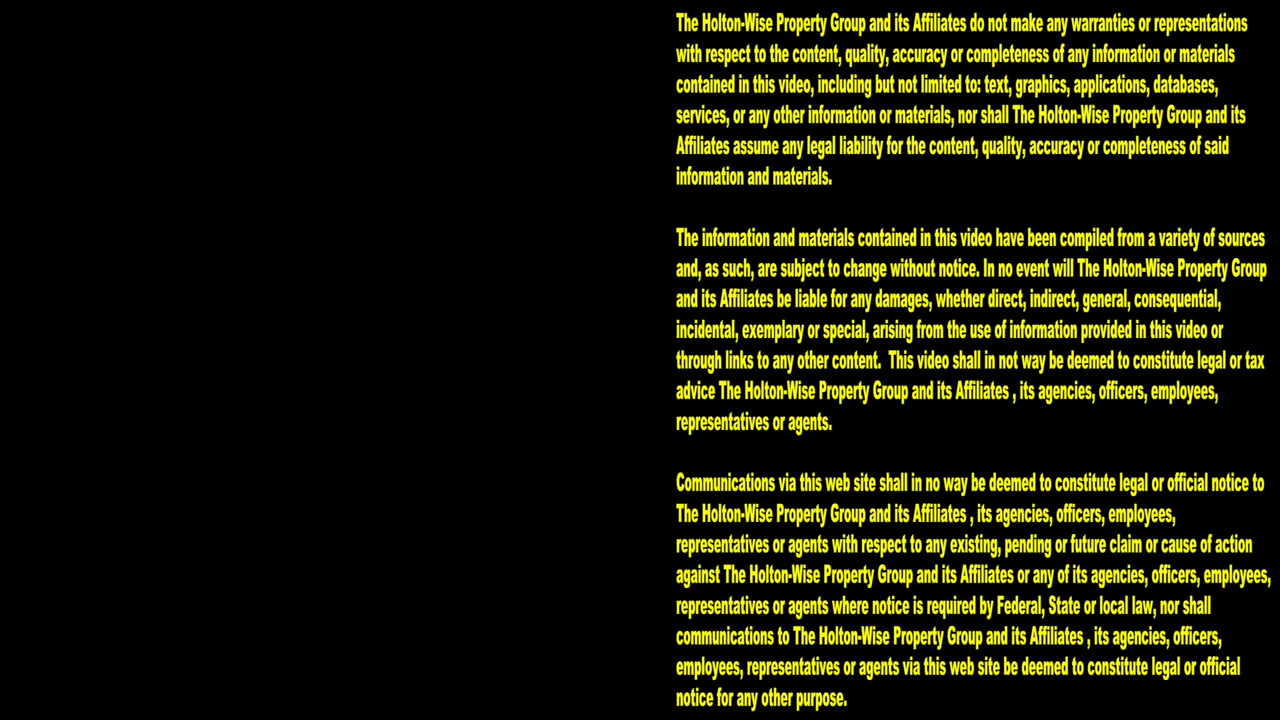 The Holton-Wise Property Group and its Affiliates do not make any warranties or representations
with respect to the content, quality, accuracy or completeness of any information or materials
contained in this video, including but not limited to: text, graphics, applications, databases,
services, or any other information or materials, nor shall The Holton-Wise Property Group and its
Affiliates assume any legal liability for the content, quality, accuracy or completeness of said
information and materials.
The information and materials contained in this video have been compiled from a variety of sources
and, as such, are subject to change without notice. In no event will The Holton-Wise Property Group
and its Affiliates be liable for any damages, whether direct, indirect, general, consequential,
incidental, exemplary or special, arising from the use of information provided in this video or
through links to any other content.  This video shall in not way be deemed to constitute legal or tax
advice The Holton-Wise Property Group and its Affiliates , its agencies, officers, employees,
representatives or agents.
Communications via this web site shall in no way be deemed to constitute legal or official notice to
The Holton-Wise Property Group and its Affiliates , its agencies, officers, employees,
representatives or agents with respect to any existing, pending or future claim or cause of action
against The Holton-Wise Property Group and its Affiliates or any of its agencies, officers, employees,
representatives or agents where notice is required by Federal, State or local law, nor shall
communications to The Holton-Wise Property Group and its Affiliates , its agencies, officers,
employees, representatives or agents via this web site be deemed to constitute legal or official
notice for any other purpose.